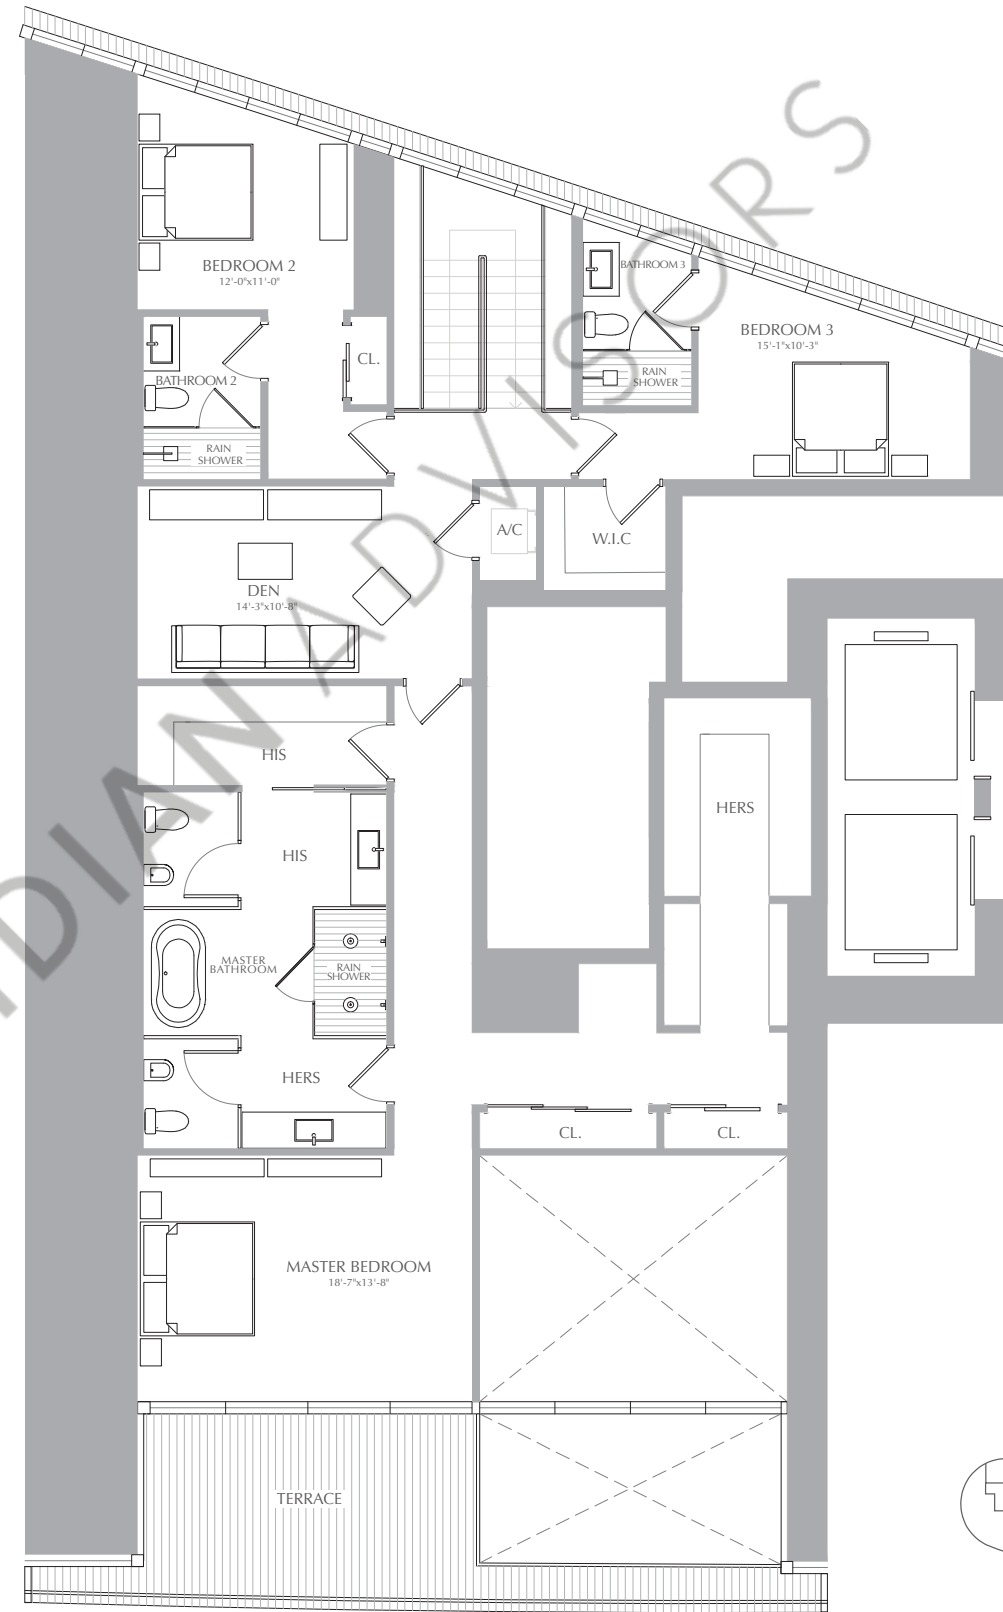 BEDROOM 2
12'-0"x11'-0"
BATHROOM 3
BEDROOM 3
15'-1"x10'-3"
CL.
BATHROOM 2
RAIN
SHOWER
RAIN
SHOWER
A/C
W.I.C
DEN
14'-3"x10'-8"
HIS
HERS
HIS
MASTER
BATHROOM
RAIN
SHOWER
HERS
CL.
CL.
MASTER BEDROOM
18'-7"x13'-8"
TERRACE
DIAN ADVISORS